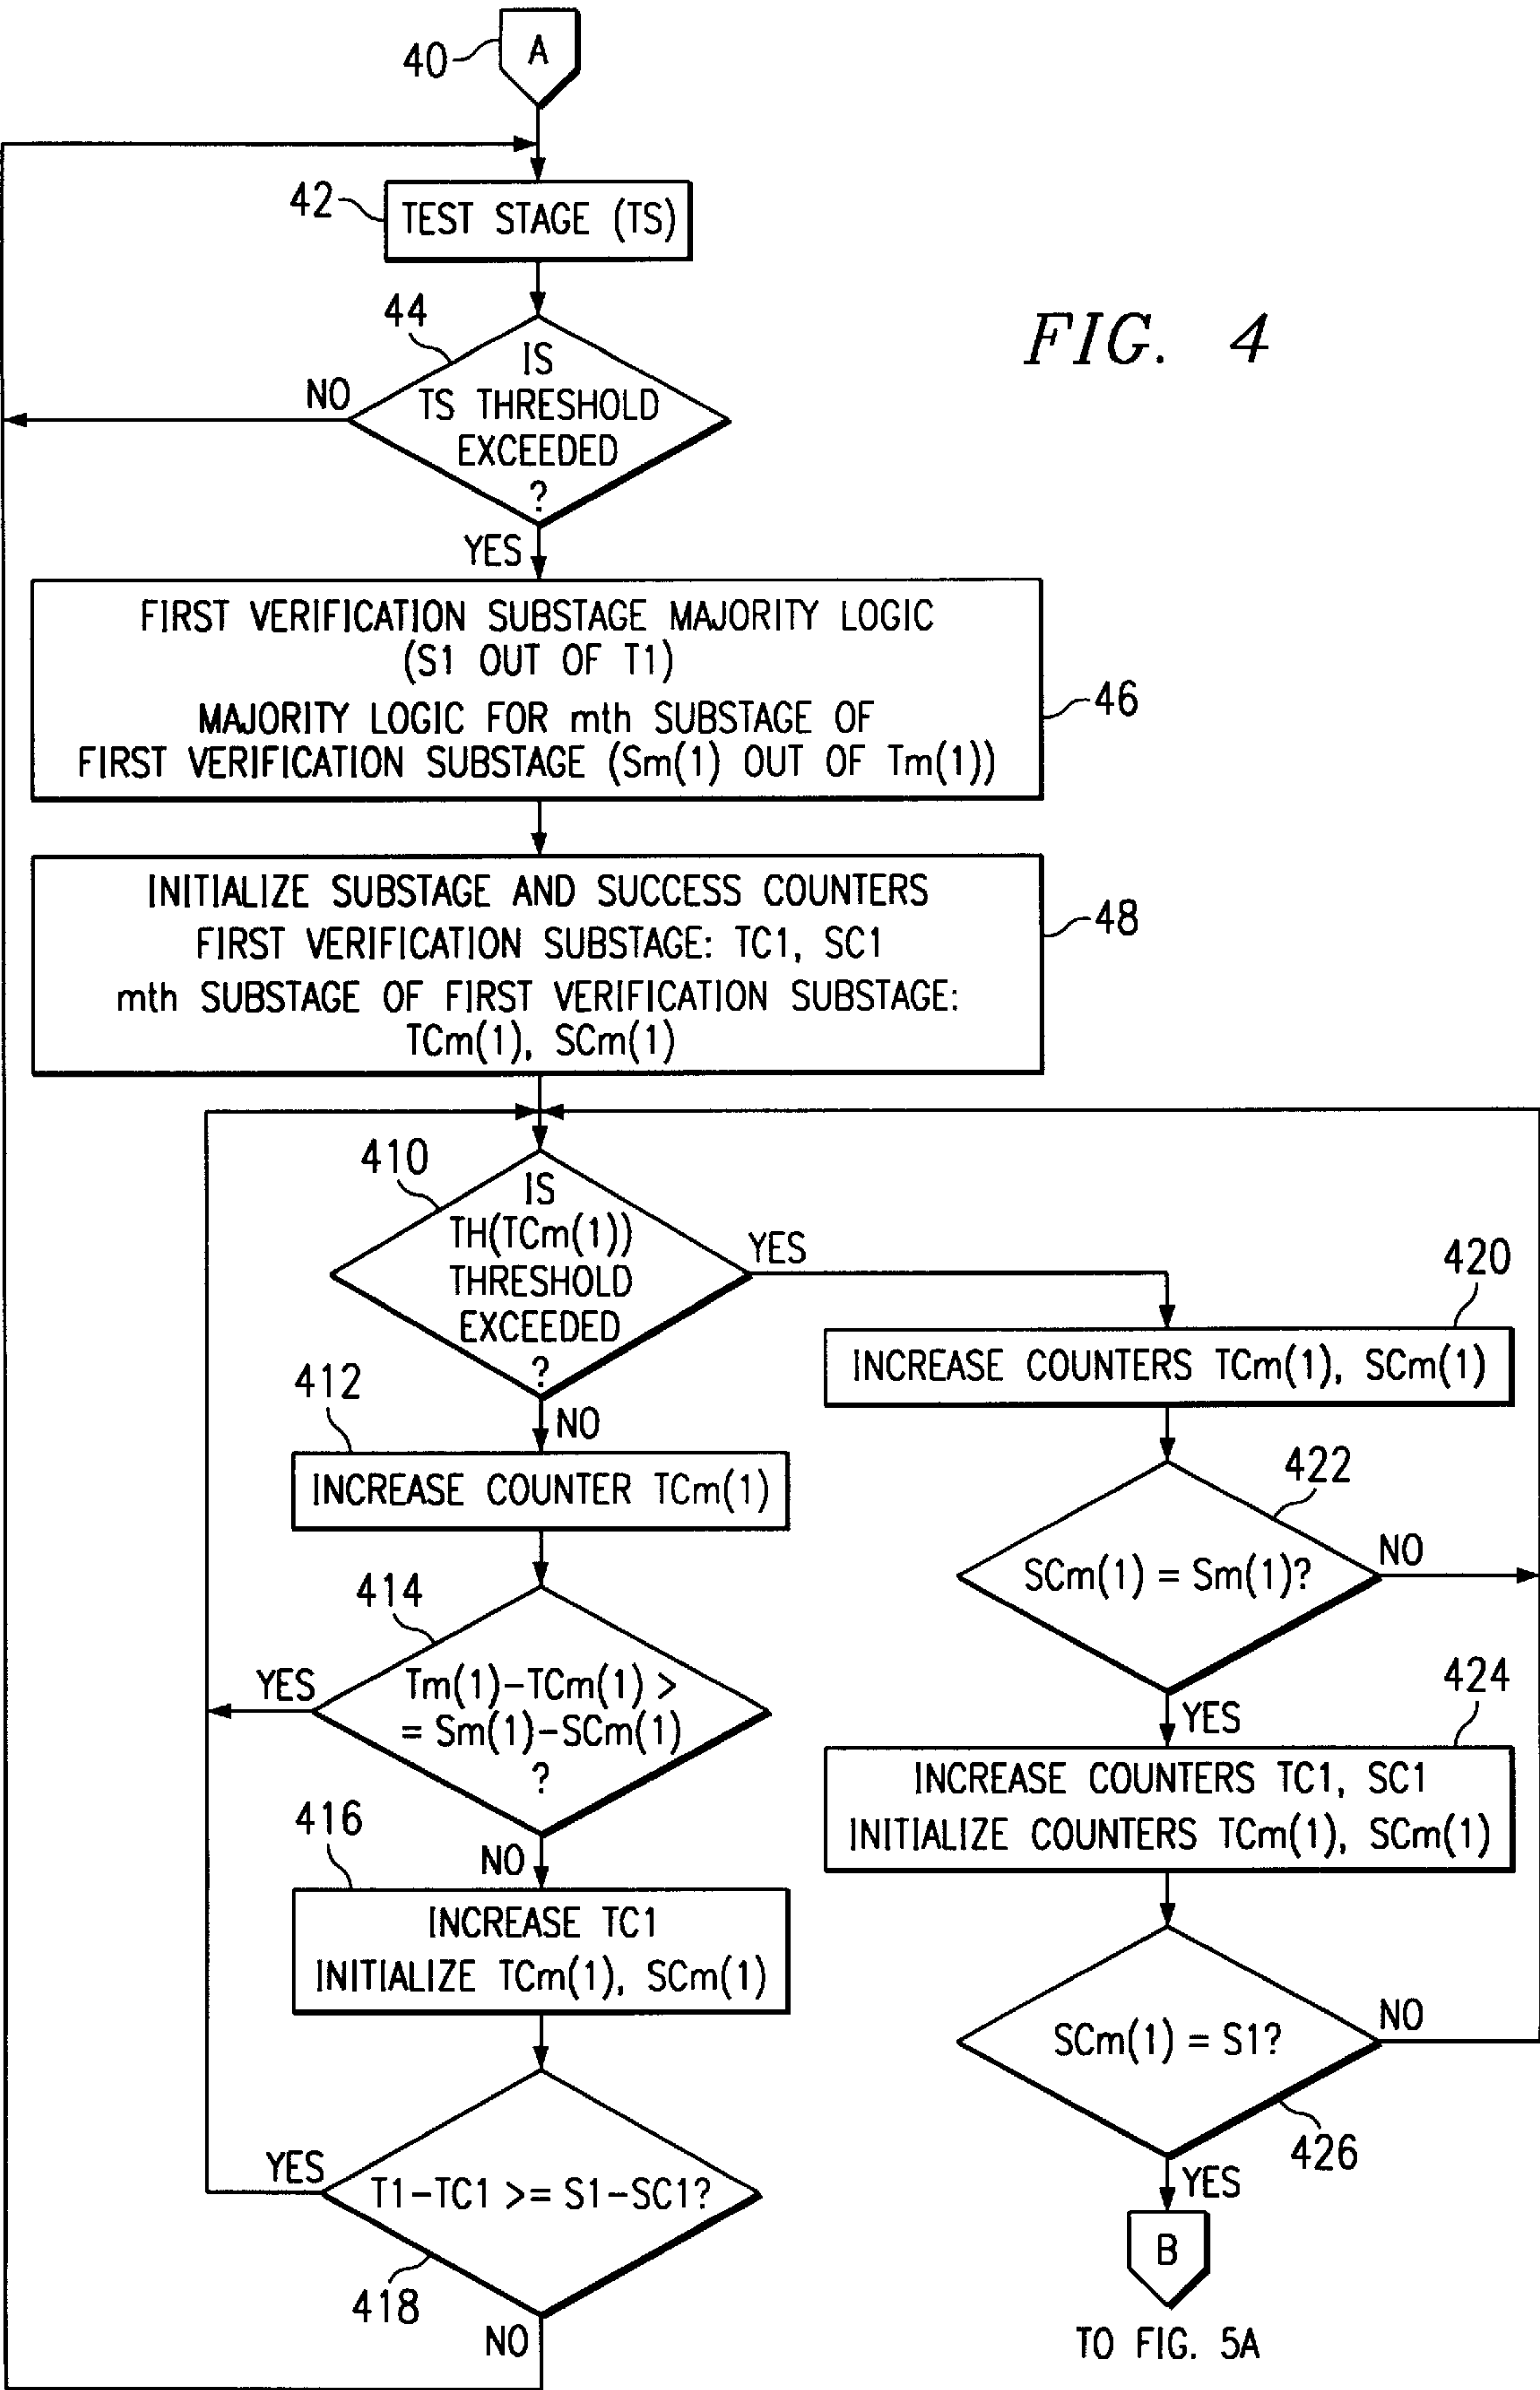 40
A
42
TEST STAGE (TS)
FIG. 4
44
IS
TS THRESHOLD
EXCEEDED
?
NO
YES
FIRST VERIFICATION SUBSTAGE MAJORITY LOGIC
(S1 OUT OF T1)
MAJORITY LOGIC FOR mth SUBSTAGE OF
FIRST VERIFICATION SUBSTAGE (Sm(1) OUT OF Tm(1))
46
INITIALIZE SUBSTAGE AND SUCCESS COUNTERS
FIRST VERIFICATION SUBSTAGE: TC1, SC1
mth SUBSTAGE OF FIRST VERIFICATION SUBSTAGE:
TCm(1), SCm(1)
48
410
IS
TH(TCm(1))
THRESHOLD
EXCEEDED
?
YES
NO
412
INCREASE COUNTER TCm(1)
414
Tm(1)-TCm(1) >
= Sm(1)-SCm(1)
?
YES
NO
416
INCREASE TC1
INITIALIZE TCm(1), SCm(1)
T1-TC1 >= S1-SC1?
YES
418
NO
420
INCREASE COUNTERS TCm(1), SCm(1)
422
SCm(1) = Sm(1)?
NO
YES
424
INCREASE COUNTERS TC1, SC1
INITIALIZE COUNTERS TCm(1), SCm(1)
SCm(1) = S1?
NO
426
YES
B
TO FIG. 5A